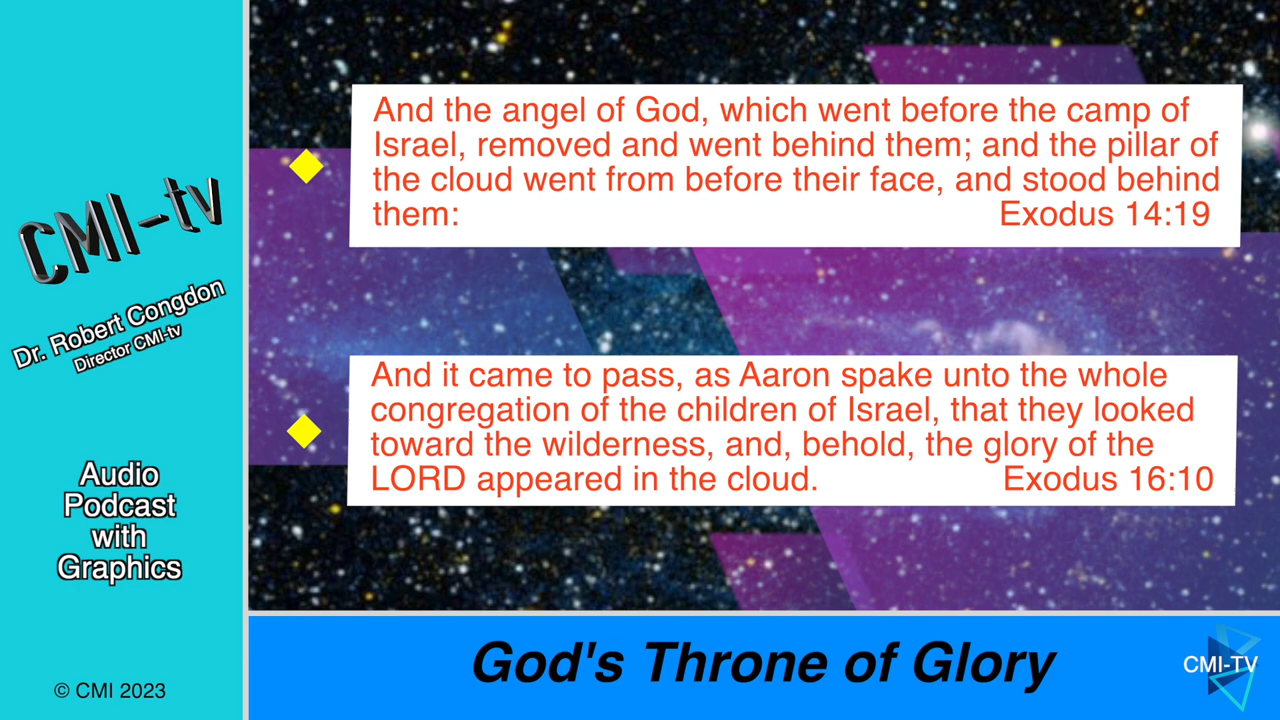 CMI-tv
Dr. Robert Congdon
Director CMI-tv
Audio
Podcast
with
Graphics
© CMI 2023
And the angel of God, which went before the camp of
Israel, removed and went behind them; and the pillar of
the cloud went from before their face, and stood behind
them: Exodus 14:19
And it came to pass, as Aaron spake unto the whole
congregation of the children of Israel, that they looked
toward the wilderness, and, behold, the glory of the
LORD appeared in the cloud. Exodus 16:10
God's Throne of Glory
CMI-TV